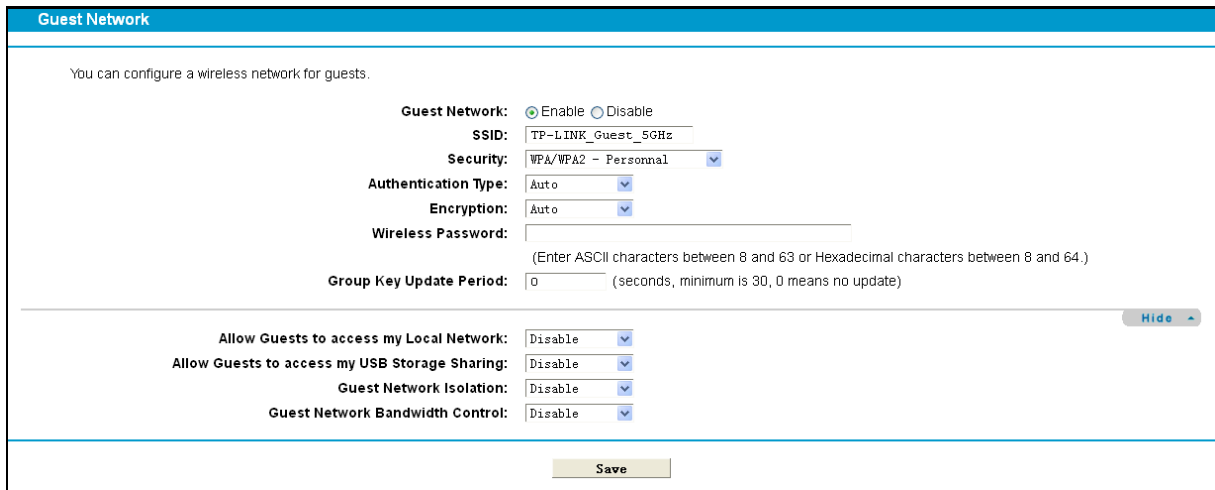 Guest Network
You can configure a wireless network for guests.
Guest Network: Enable Disable
SSID: TP-LINK_Guest_5GHz
Security: WPA/WPA2 - Personnal
Authentication Type: Auto
Encryption: Auto
Wireless Password:
(Enter ASCII characters between 8 and 63 or Hexadecimal characters between 8 and 64.)
Group Key Update Period: 0 (seconds, minimum is 30, 0 means no update)
Hide
Allow Guests to access my Local Network: Disable
Allow Guests to access my USB Storage Sharing: Disable
Guest Network Isolation: Disable
Guest Network Bandwidth Control: Disable
Save